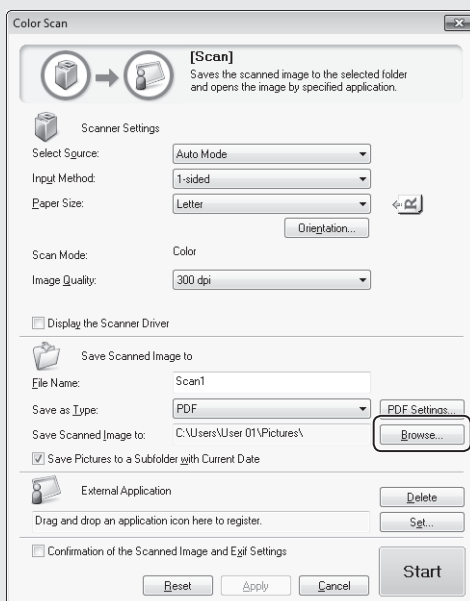 Color Scan
[Scan]
Saves the scanned image to the selected folder
and opens the image by specified application.
Scanner Settings
Select Source: Auto Mode
Input Method: 1-sided
Paper Size: Letter
R
Orientation...
Scan Mode: Color
Image Quality: 300 dpi
Display the Scanner Driver
Save Scanned Image to
File Name: Scan1
Save as Type: PDF PDF Settings...
Save Scanned Image to: C:\Users\User 01\Pictures\ Browse...
Save Pictures to a Subfolder with Current Date
External Application Delete
Drag and drop an application icon here to register. Set...
Confirmation of the Scanned Image and Exif Settings
Start
Reset Apply Cancel